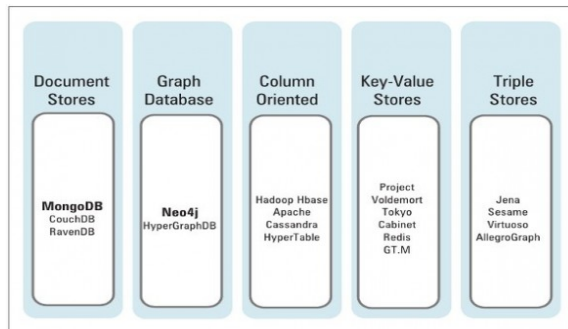 Document
Stores
MongoDB
CouchDB
RavenDB
Graph
Database
Neo4j
HyperGraphDB
Column
Oriented
Hadoop Hbase
Apache
Cassandra
HyperTable
Key-Value
Stores
Project
Voldemort
Tokyo
Cabinet
Redis
GT.M
Triple
Stores
Jena
Sesame
Virtuoso
AllegroGraph